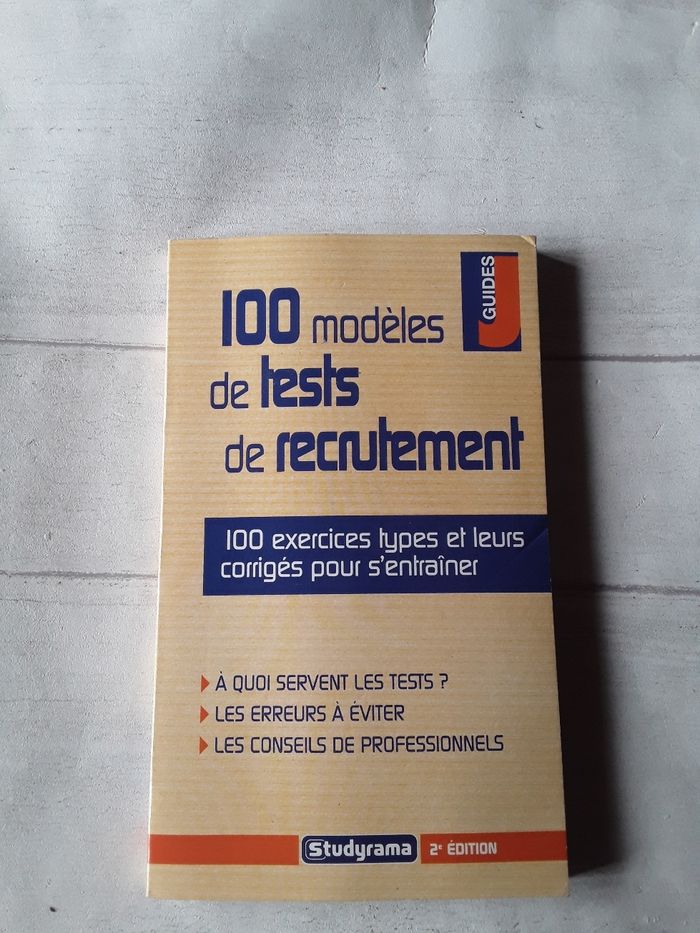 GUIDES
100 modèles
de tests
de recrutement
100 exercices types et leurs
corrigés pour s'entraîner
À QUOI SERVENT LES TESTS ?
LES ERREURS À ÉVITER
LES CONSEILS DE PROFESSIONNELS
Studyrama 2e ÉDITION